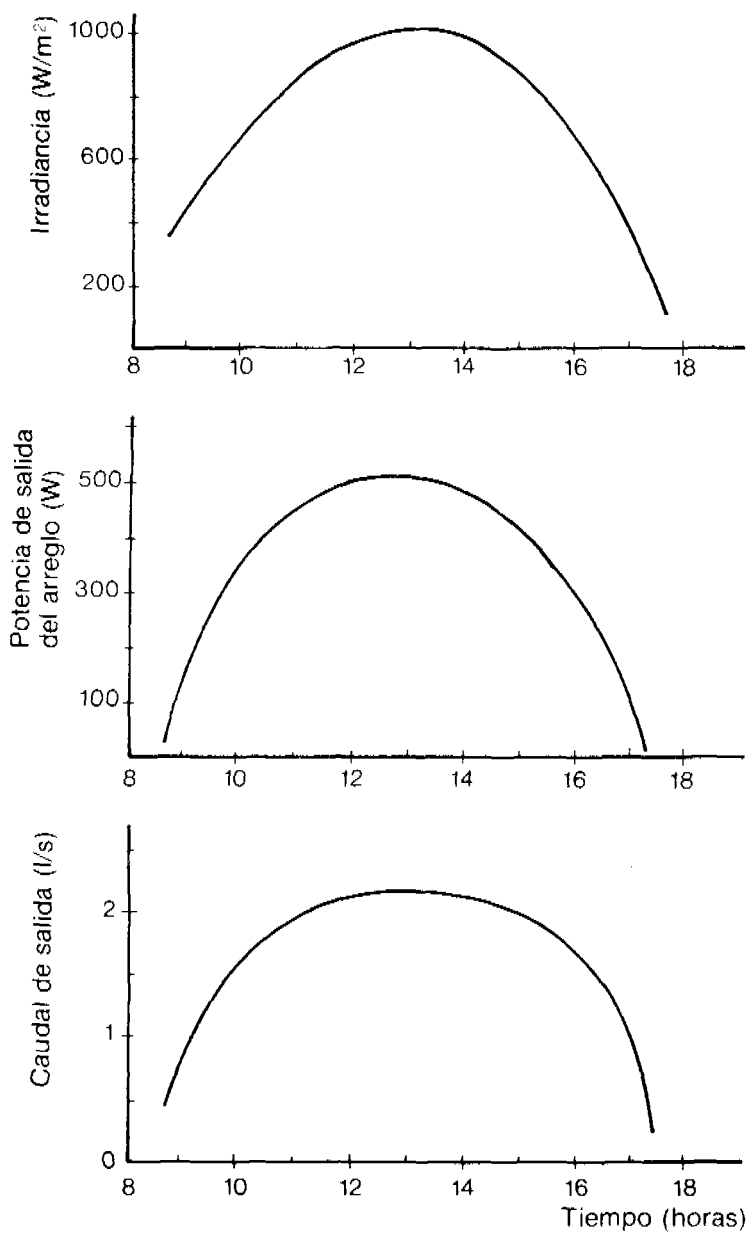 Irradiancia (W/m²)
1000
600
200
8 10 12 14 16 18
Potencia de salida
del arreglo (W)
500
300
100
8 10 12 14 16 18
Caudal de salida (l/s)
2
1
0
8 10 12 14 16 18
Tiempo (horas)